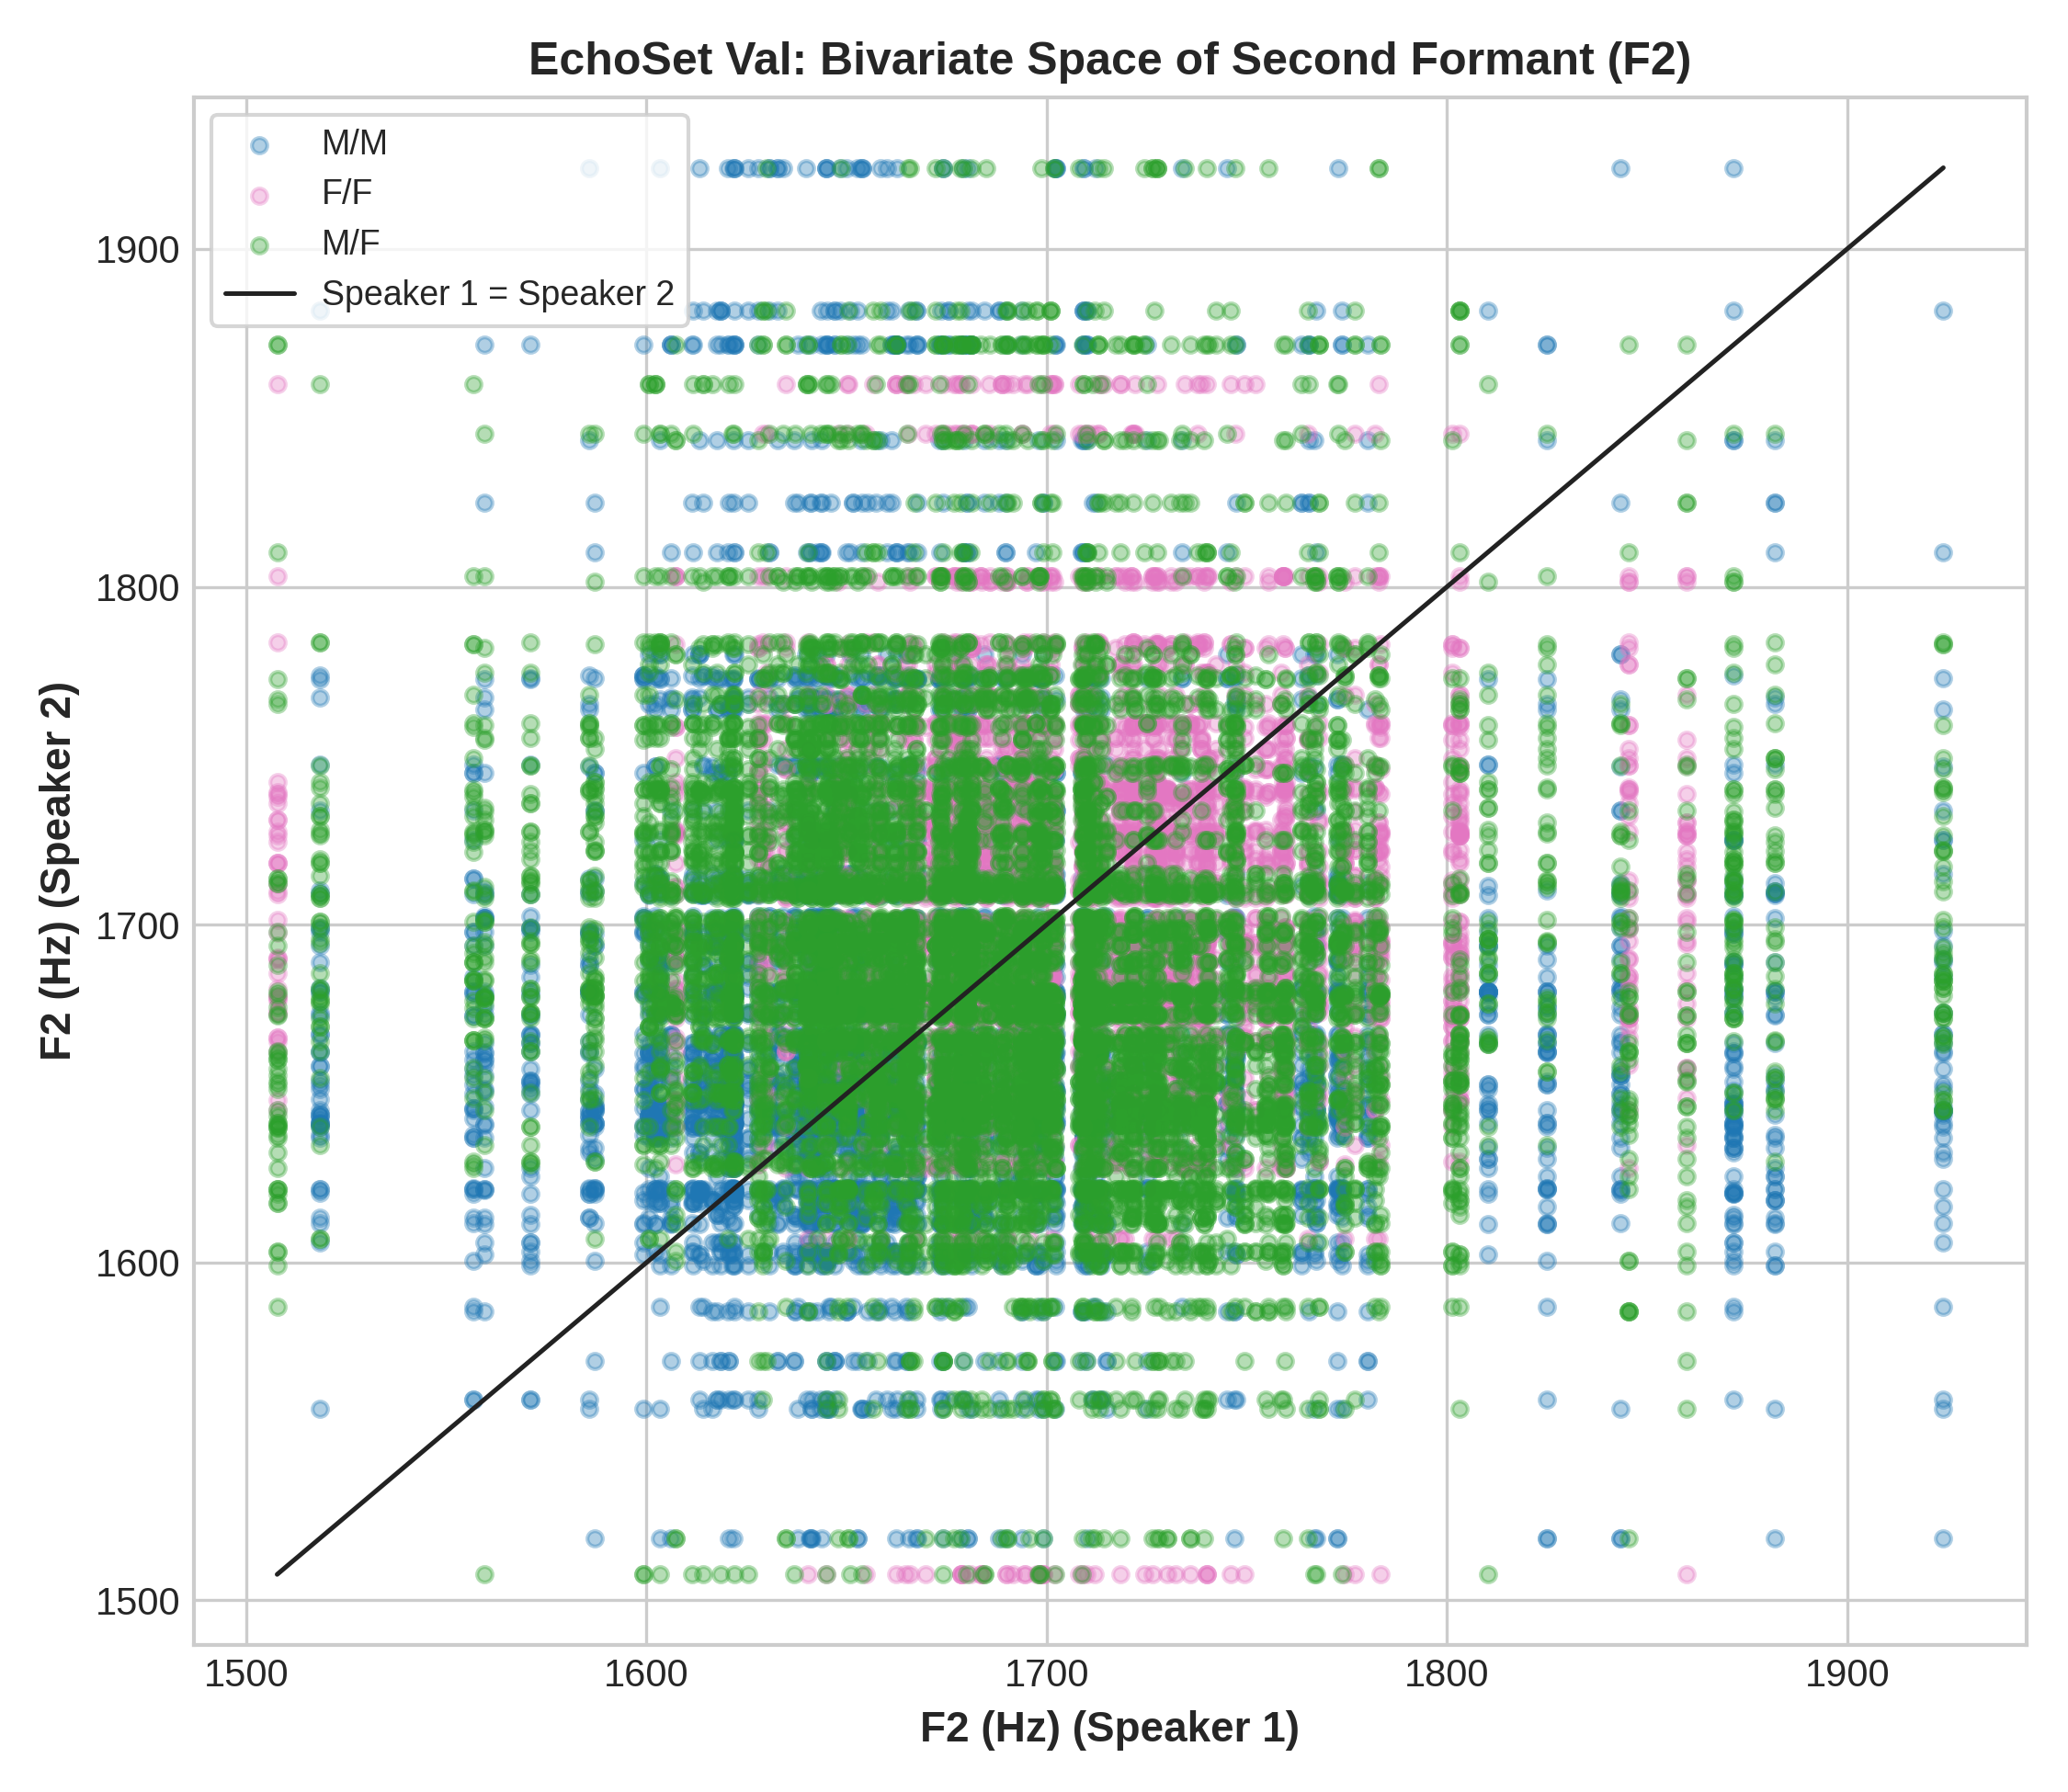 EchoSet Val: Bivariate Space of Second Formant (F2)
M/M
F/F
M/F
Speaker 1 = Speaker 2
F2 (Hz) (Speaker 2)
1900
1800
1700
1600
1500
1500 1600 1700 1800 1900
F2 (Hz) (Speaker 1)